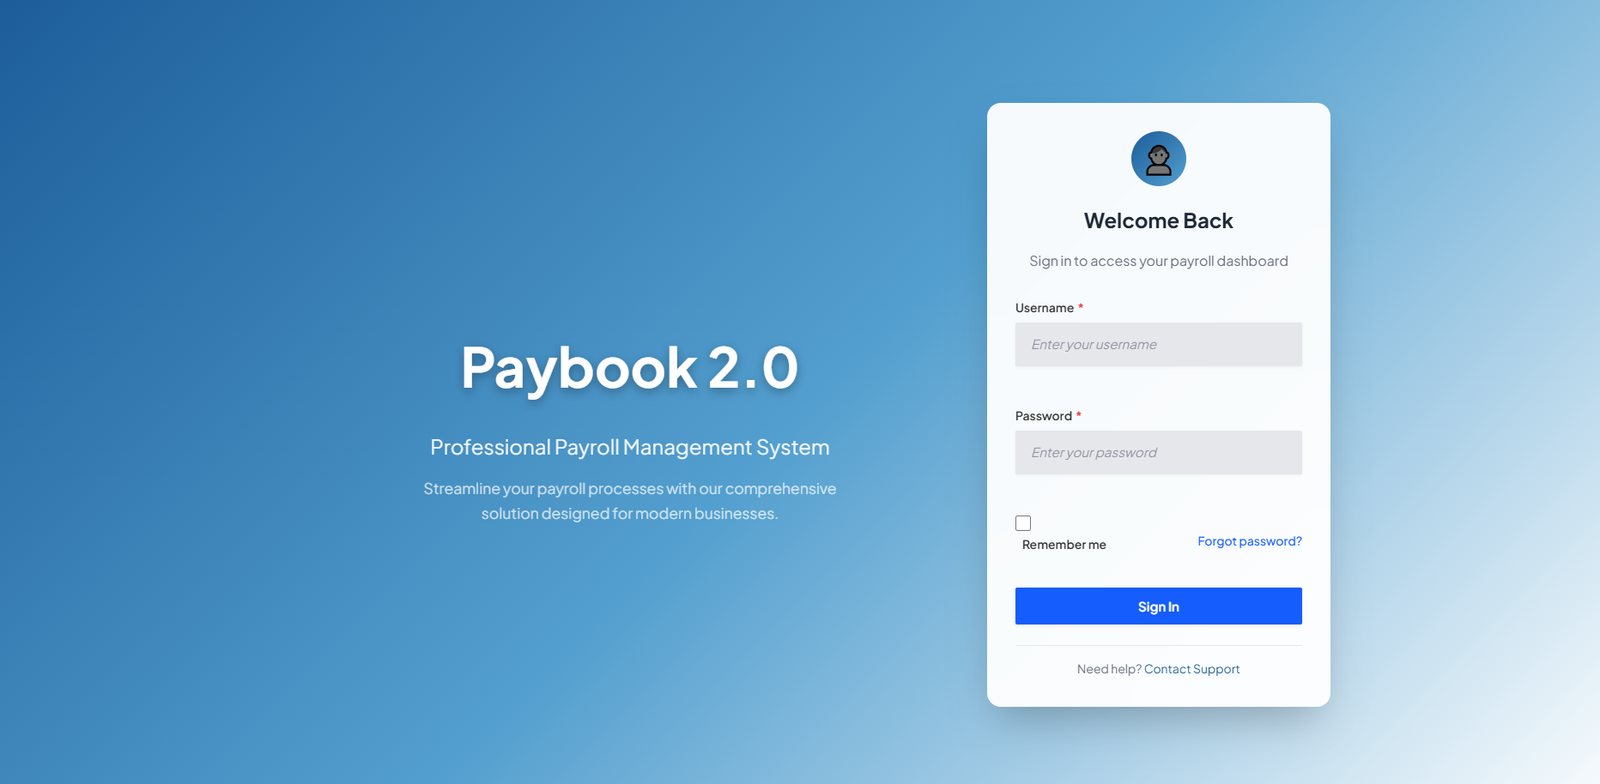 Paybook 2.0
Professional Payroll Management System
Streamline your payroll processes with our comprehensive
solution designed for modern businesses.
Welcome Back
Sign in to access your payroll dashboard
Username *
Enter your username
Password *
Enter your password
Remember me
Forgot password?
Sign In
Need help? Contact Support